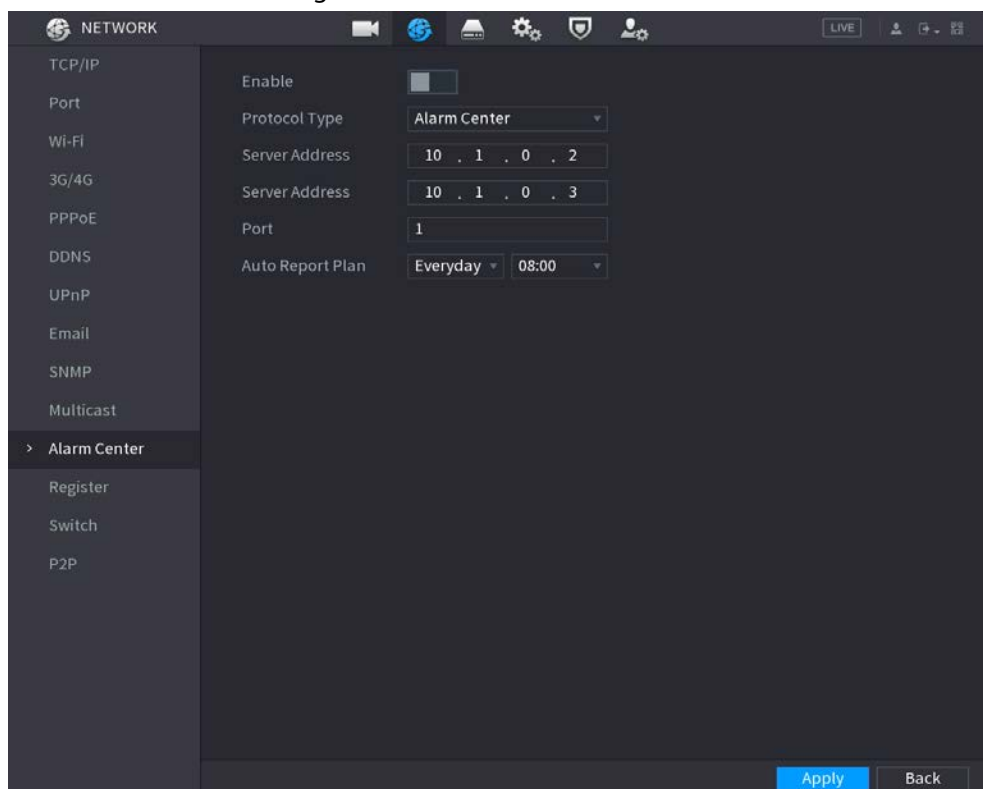 NETWORK LIVE
TCP/IP
Port
Wi-Fi
3G/4G
PPPoE
DDNS
UPnP
Email
SNMP
Multicast
> Alarm Center
Register
Switch
P2P
Enable
Protocol Type Alarm Center
Server Address 10 . 1 . 0 . 2
Server Address 10 . 1 . 0 . 3
Port 1
Auto Report Plan Everyday 08:00
Apply Back